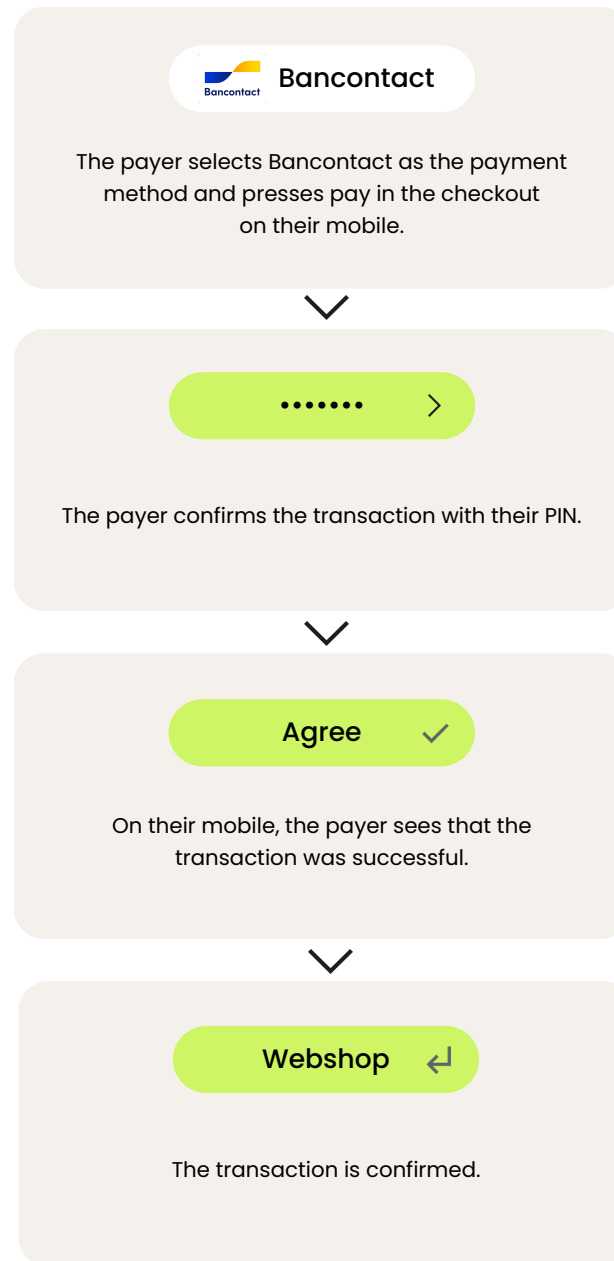 Bancontact
Bancontact
The payer selects Bancontact as the payment
method and presses pay in the checkout
on their mobile.
The payer confirms the transaction with their PIN.
Agree
On their mobile, the payer sees that the
transaction was successful.
Webshop
The transaction is confirmed.